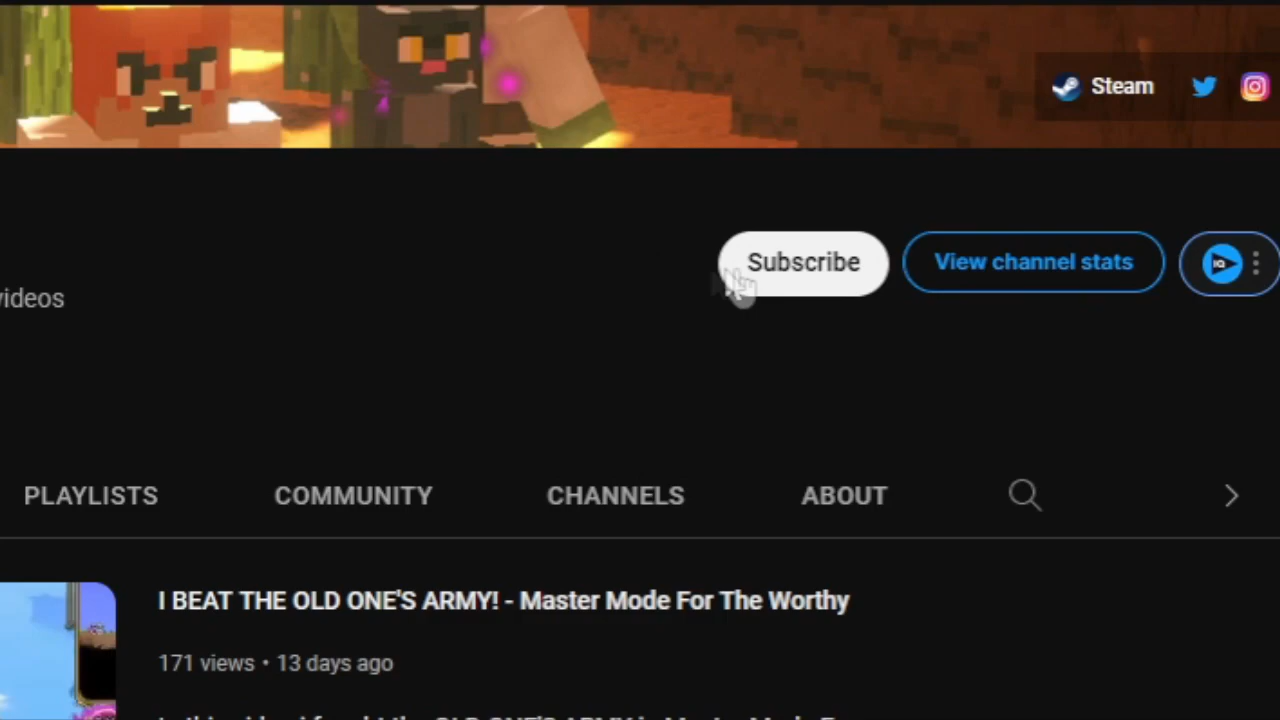 Steam
Subscribe
View channel stats
IQ
videos
PLAYLISTS
COMMUNITY
CHANNELS
ABOUT
I BEAT THE OLD ONE'S ARMY! - Master Mode For The Worthy
171 views • 13 days ago